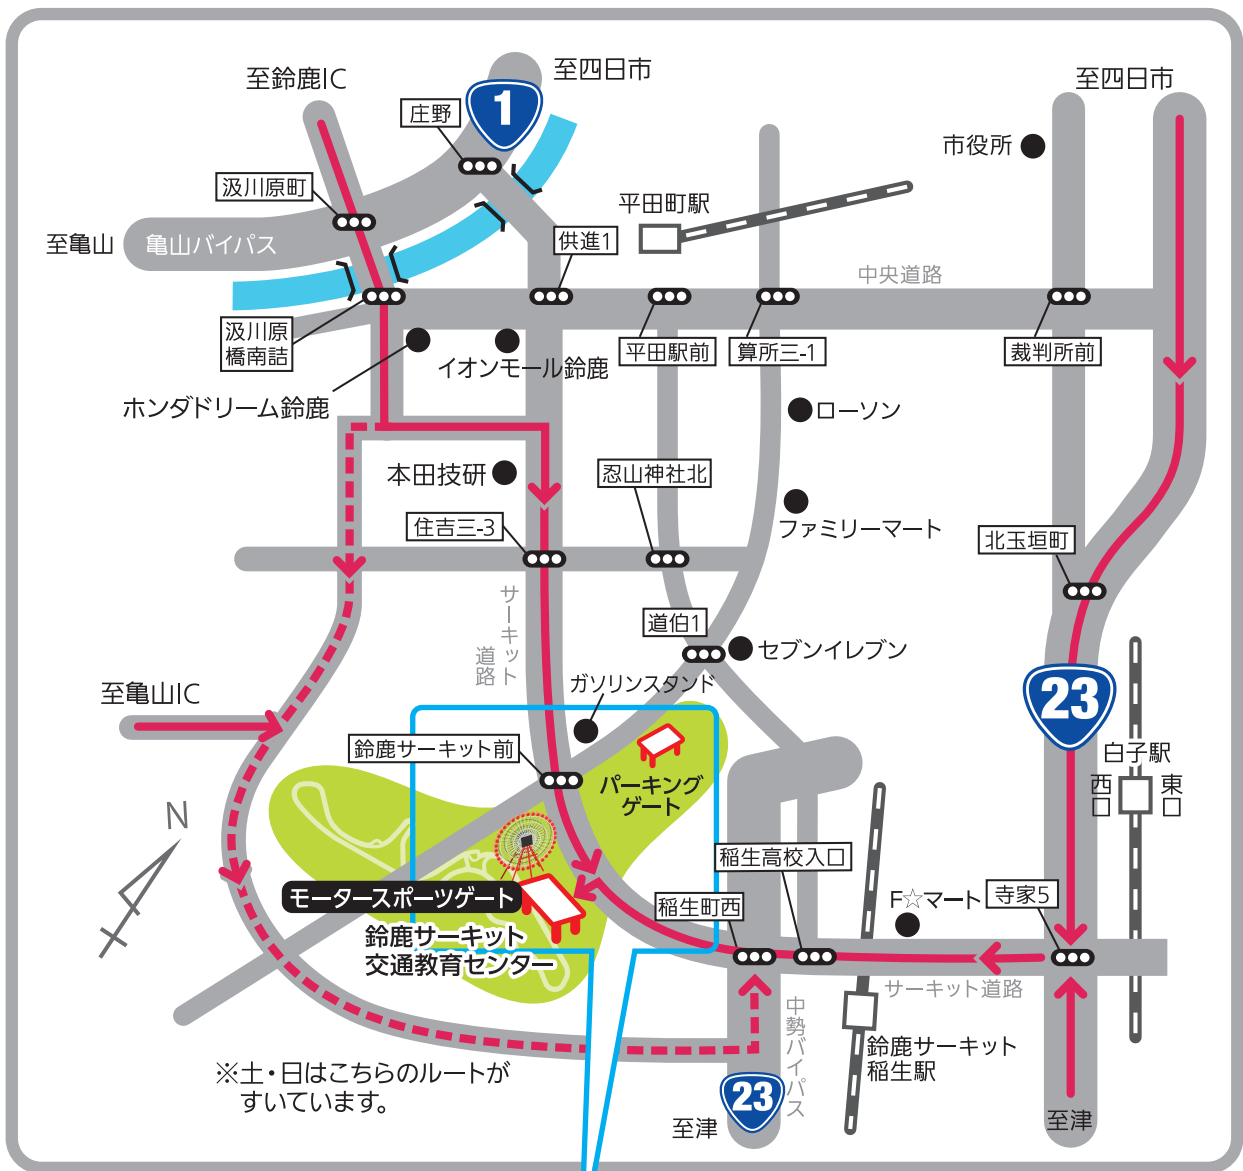 至鈴鹿IC
至四日市
至四日市
1
庄野
市役所
汲川原町
平田町駅
至亀山
亀山バイパス
供進1
中央道路
汲川原
橋南詰
平田駅前
算所三-1
裁判所前
イオンモール鈴鹿
ホンダドリーム鈴鹿
ローソン
本田技研
忍山神社北
住吉三-3
ファミリーマート
北玉垣町
サーキット
道路
道伯1
セブンイレブン
至亀山IC
ガソリンスタンド
23
鈴鹿サーキット前
白子駅
西口
東口
パーキング
ゲート
N
稲生高校入口
モータースポーツゲート
稲生町西
F☆マート
寺家5
鈴鹿サーキット
交通教育センター
サーキット道路
中勢バイパス
鈴鹿サーキット
稲生駅
※土・日はこちらのルートが
すいています。
23
至津
至津